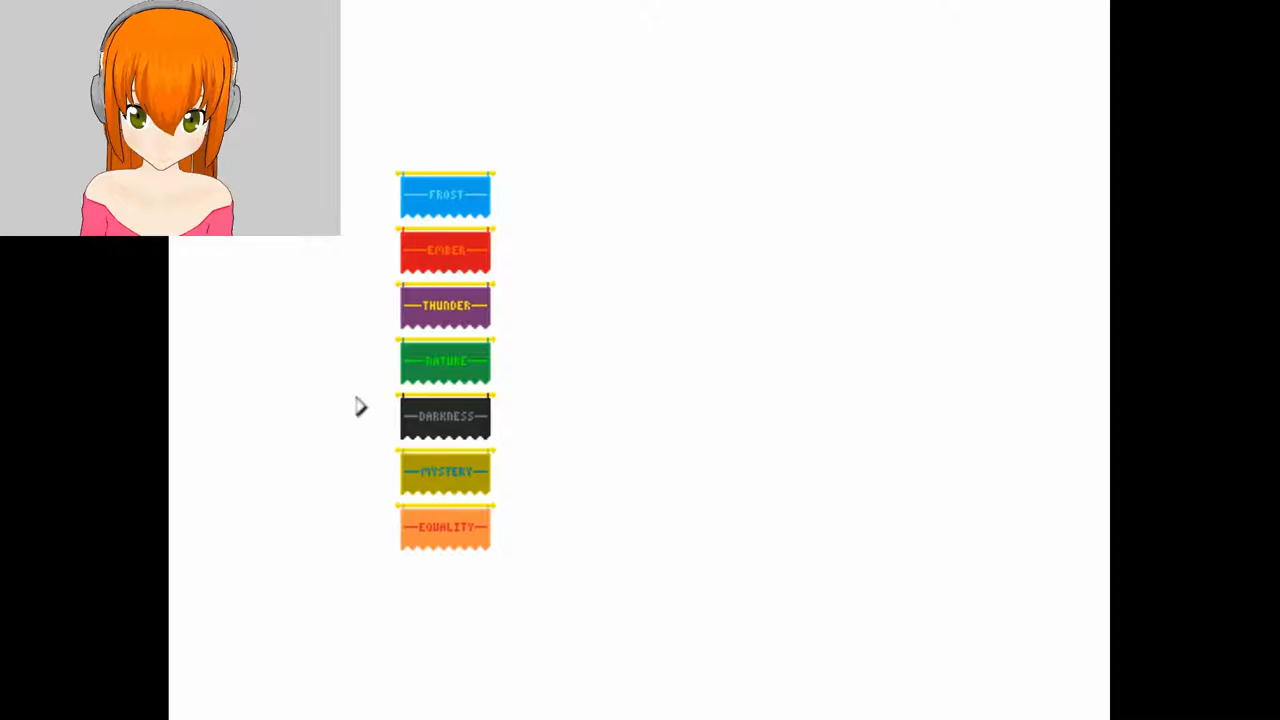 FROST
EMBER
THUNDER
NATURE
DARKNESS
MYSTERY
EQUALITY